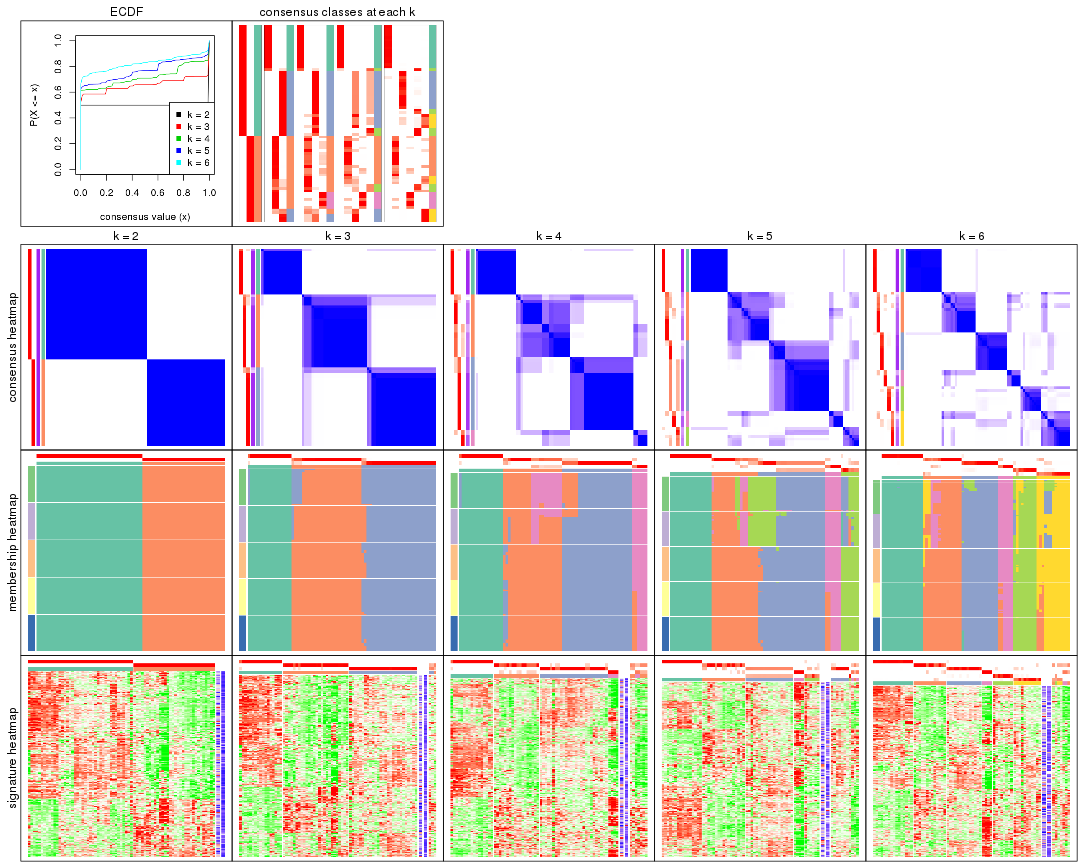 ECDF
consensus classes at each k
P(X <= x)
0.0 0.2 0.4 0.6 0.8 1.0
k = 2
k = 3
k = 4
k = 5
k = 6
0.0 0.2 0.4 0.6 0.8 1.0
consensus value (x)
k = 2
k = 3
k = 4
k = 5
k = 6
consensus heatmap
membership heatmap
signature heatmap